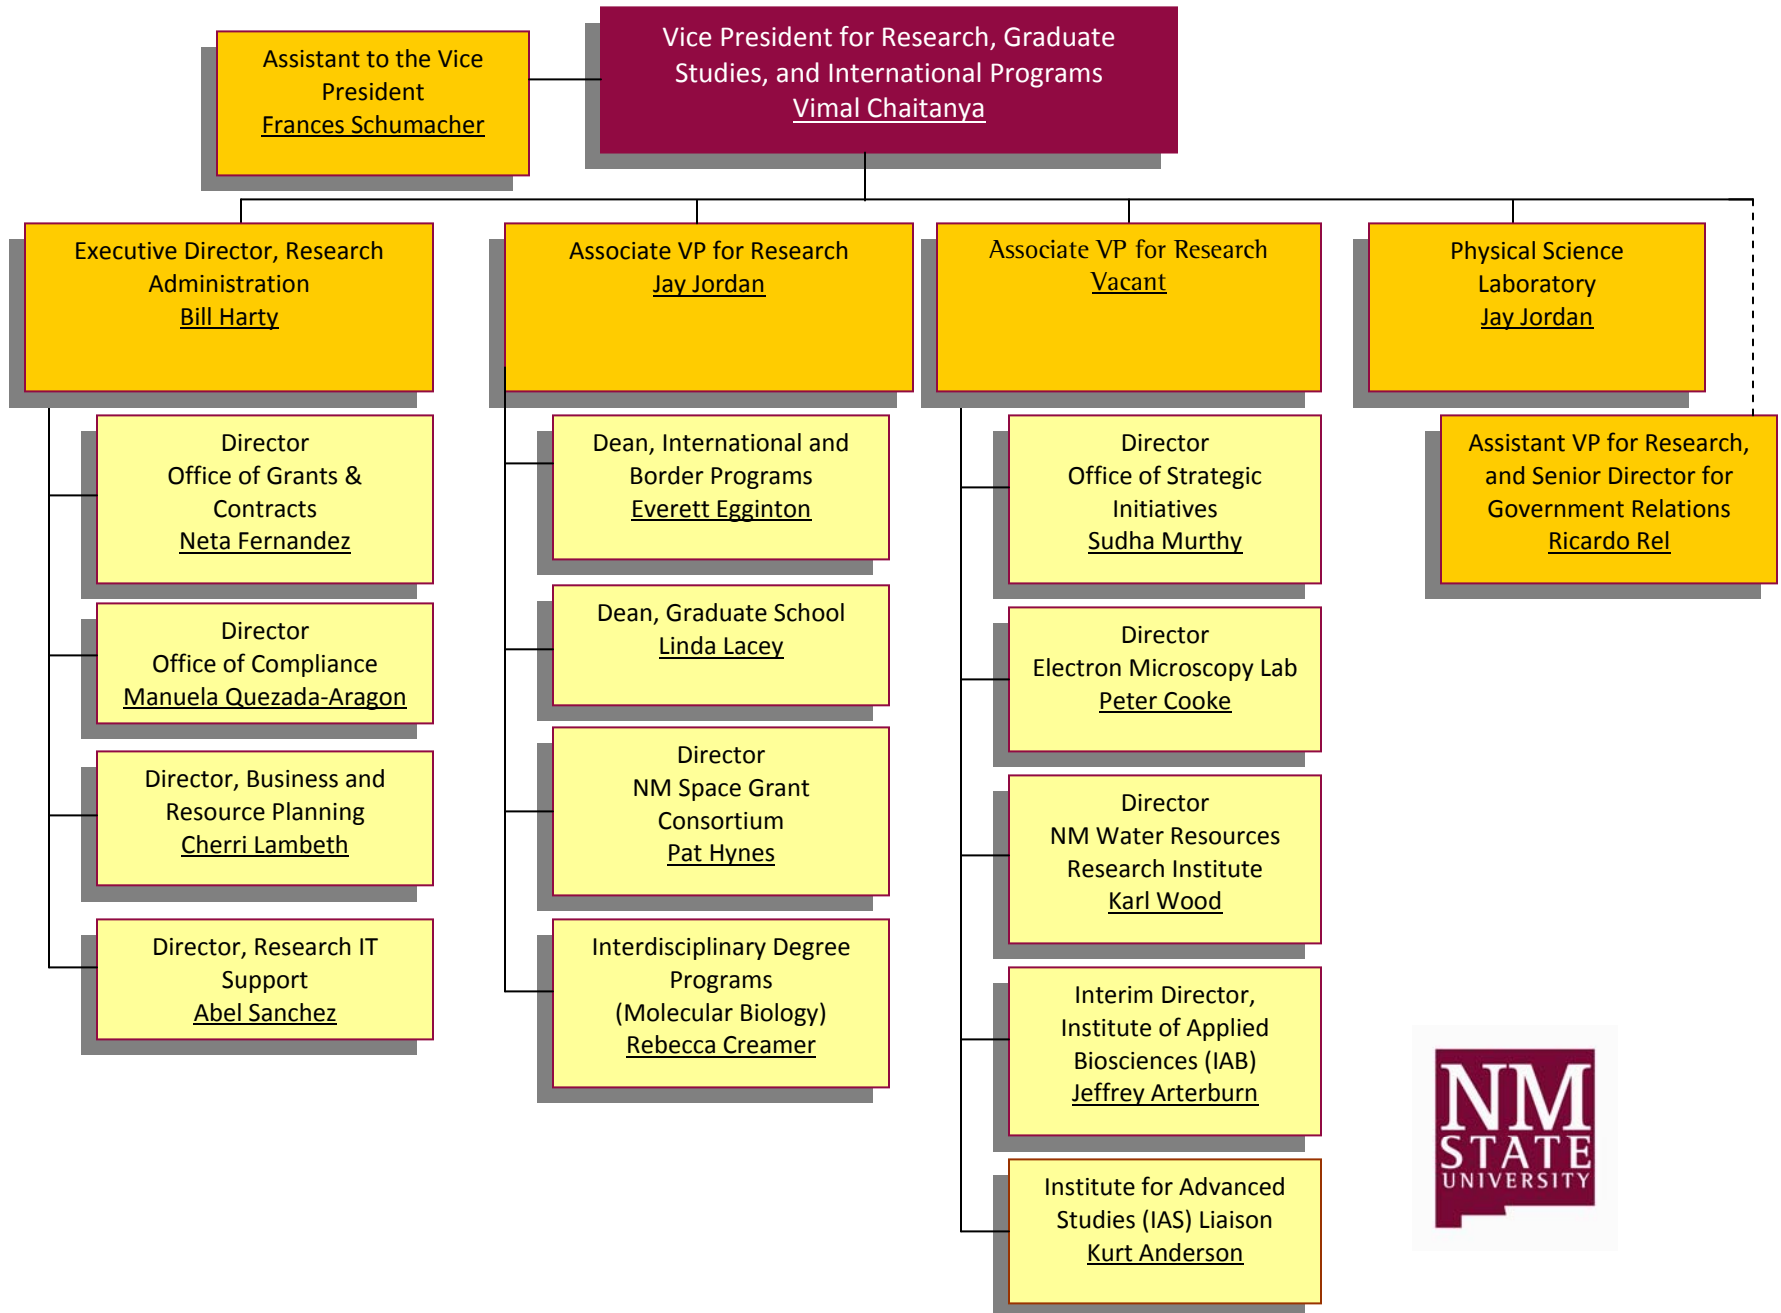 Assistant to the Vice
President
Frances Schumacher
Vice President for Research, Graduate
Studies, and International Programs
Vimal Chaitanya
Executive Director, Research
Administration
Bill Harty
Associate VP for Research
Jay Jordan
Associate VP for Research
Vacant
Physical Science
Laboratory
Jay Jordan
Director
Office of Grants &
Contracts
Neta Fernandez
Director
Office of Compliance
Manuela Quezada-Aragon
Director, Business and
Resource Planning
Cherri Lambeth
Director, Research IT
Support
Abel Sanchez
Dean, International and
Border Programs
Everett Egginton
Dean, Graduate School
Linda Lacey
Director
NM Space Grant
Consortium
Pat Hynes
Interdisciplinary Degree
Programs
(Molecular Biology)
Rebecca Creamer
Director
Office of Strategic
Initiatives
Sudha Murthy
Director
Electron Microscopy Lab
Peter Cooke
Director
NM Water Resources
Research Institute
Karl Wood
Interim Director,
Institute of Applied
Biosciences (IAB)
Jeffrey Arterburn
Institute for Advanced
Studies (IAS) Liaison
Kurt Anderson
Assistant VP for Research,
and Senior Director for
Government Relations
Ricardo Rel
NM
STATE
UNIVERSITY